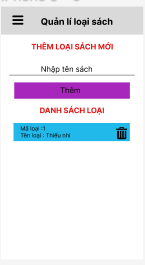 Quản lí loại sách
THÊM LOẠI SÁCH MỚI
Nhập tên sách
Thêm
DANH SÁCH LOẠI
Mã loại :1
Tên loại : Thiếu nhi